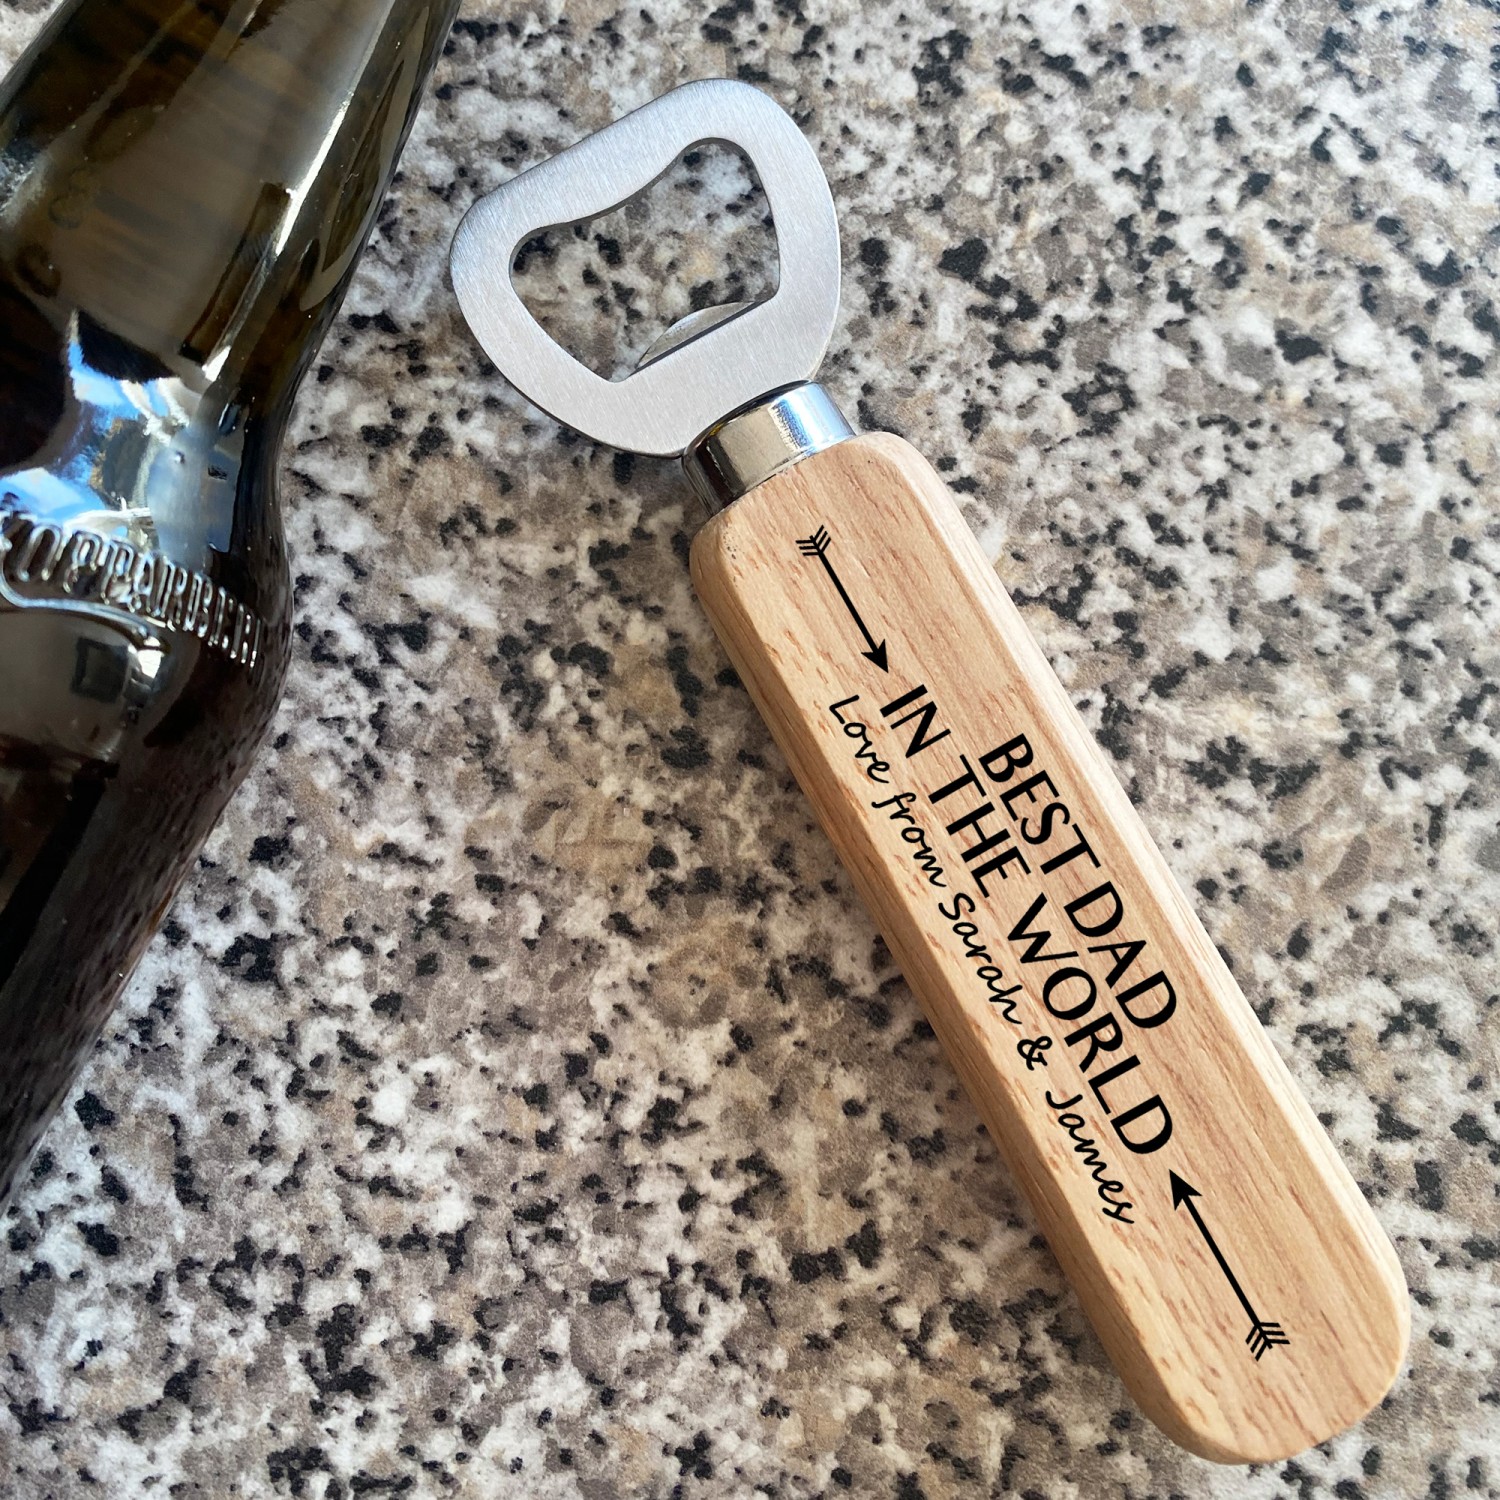 BEST DAD
IN THE WORLD
Love from Sarah & James